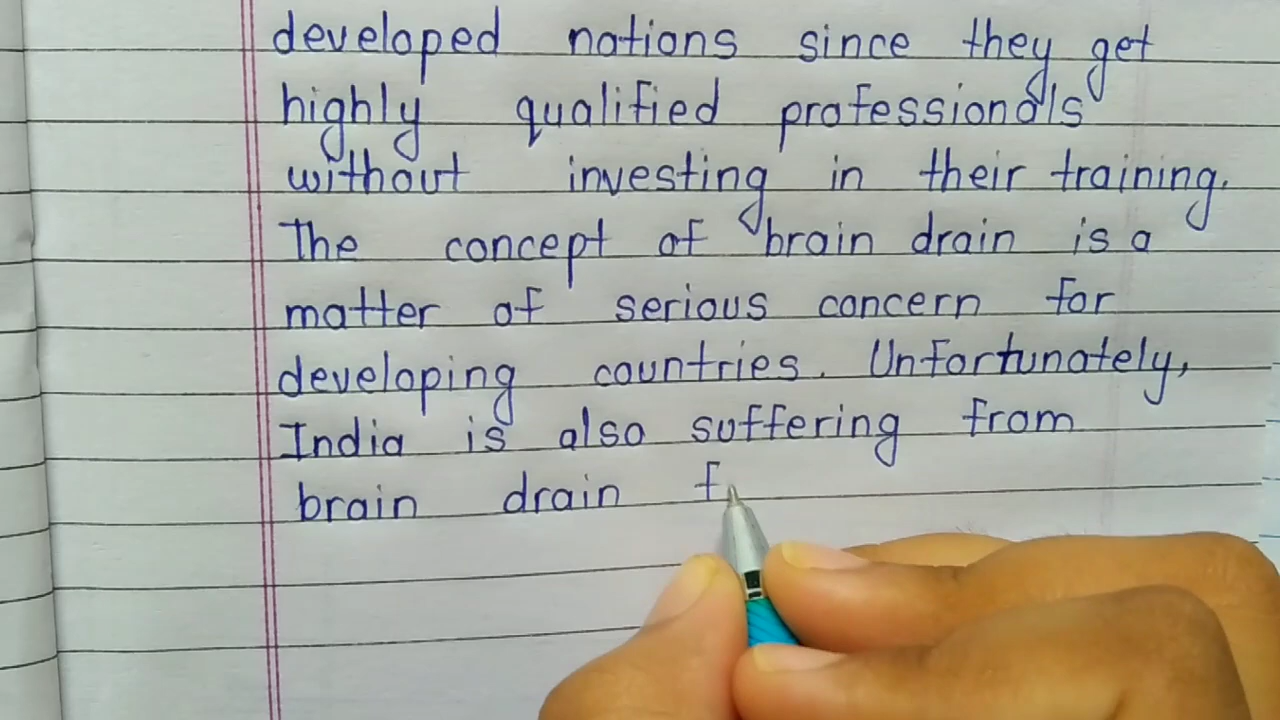 developed nations since they get
highly qualified professionals
without investing in their training.
The concept of brain drain is a
matter of serious concern for
developing countries. Unfortunately,
India is also suffering from
brain drain f